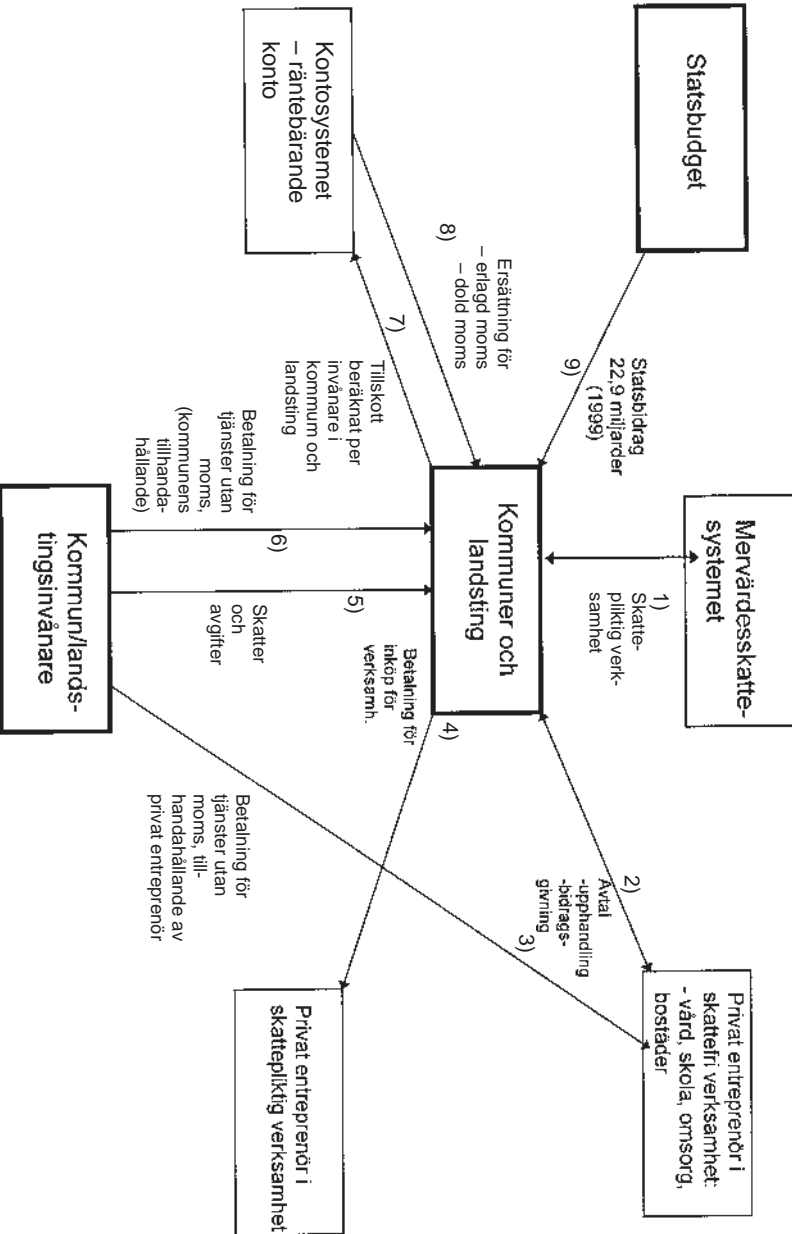 Statsbudget
Mervärdesskatte-
systemet
Privat entreprenör i
skattefri verksamhet:
- vård, skola, omsorg,
bostäder
9)
Statsbidrag
22,9 miljarder
(1999)
1)
Skatte-
pliktig verk-
samhet
2)
Avtal
-upphandling
-bidrags-
givning
3)
Ersättning för
– erlagd moms
– dold moms
8)
Kommuner och
landsting
Kontosystemet
– räntebärande
konto
7)
Tillskott
beräknat per
invånare i
kommum och
landsting
4)
Betalning för
inköp för
verksamh.
Privat entreprenör i
skattepliktig verksamhet
Betalning för
tjänster utan
moms,
(kommunens
tillhanda-
hållande)
6)
5)
Skatter
och
avgifter
Betalning för
tjänster utan
moms, till-
handahållande av
privat entreprenör
Kommun/lands-
tingsinvånare